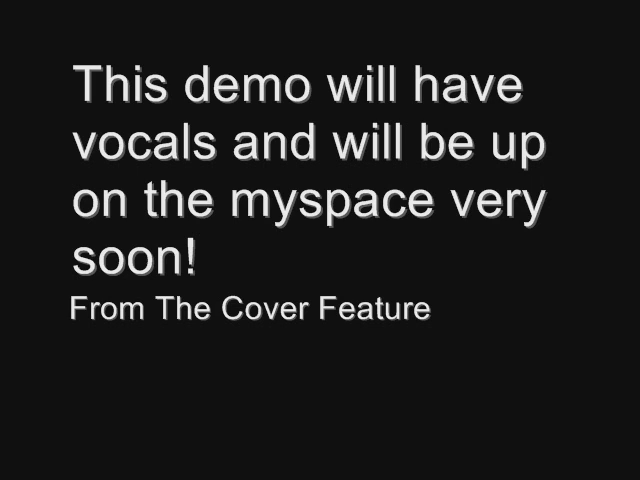 This demo will have
vocals and will be up
on the myspace very
soon!
From The Cover Feature